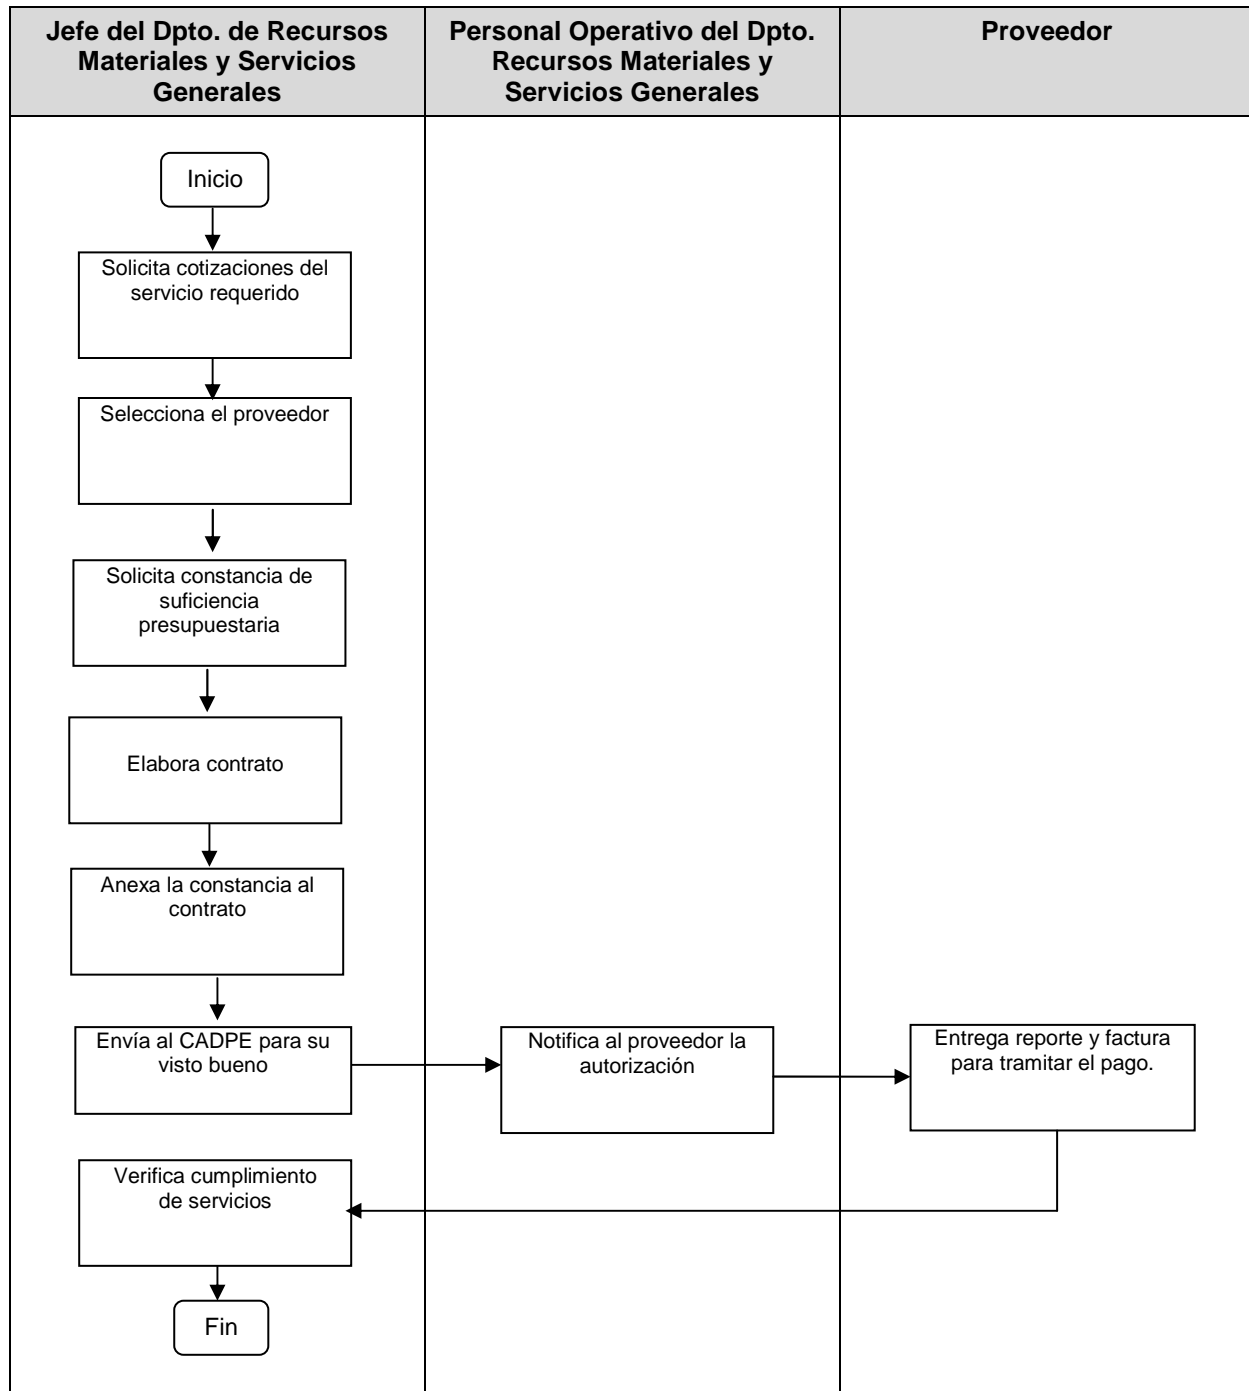 Jefe del Dpto. de Recursos
Materiales y Servicios
Generales
Personal Operativo del Dpto.
Recursos Materiales y
Servicios Generales
Proveedor
Inicio
Solicita cotizaciones del
servicio requerido
Selecciona el proveedor
Solicita constancia de
suficiencia
presupuestaria
Elabora contrato
Anexa la constancia al
contrato
Envía al CADPE para su
visto bueno
Notifica al proveedor la
autorización
Entrega reporte y factura
para tramitar el pago.
Verifica cumplimiento
de servicios
Fin